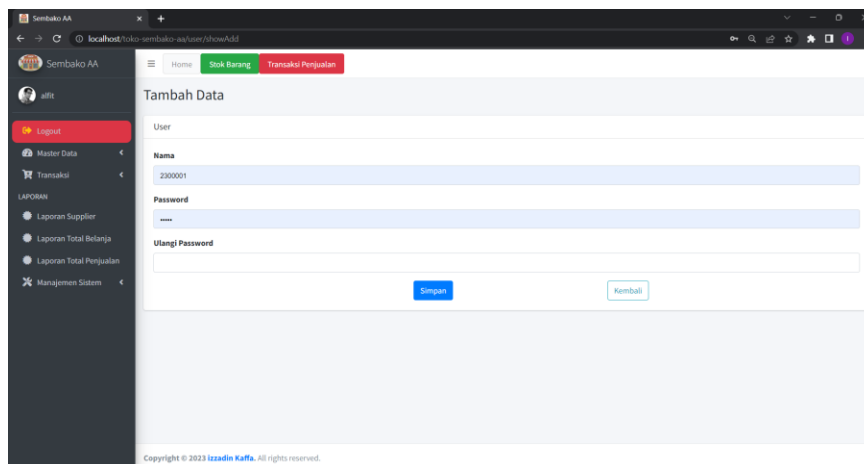 Sembako AA
localhost/toko-sembako-aa/user/showAdd
Sembako AA
Home Stok Barang Transaksi Penjualan
alfit
Tambah Data
Logout
Master Data
Transaksi
LAPORAN
Laporan Supplier
Laporan Total Belanja
Laporan Total Penjualan
Manajemen Sistem
User
Nama
2300001
Password
•••••
Ulangi Password
Simpan Kembali
Copyright © 2023 izzadin Kaffa. All rights reserved.